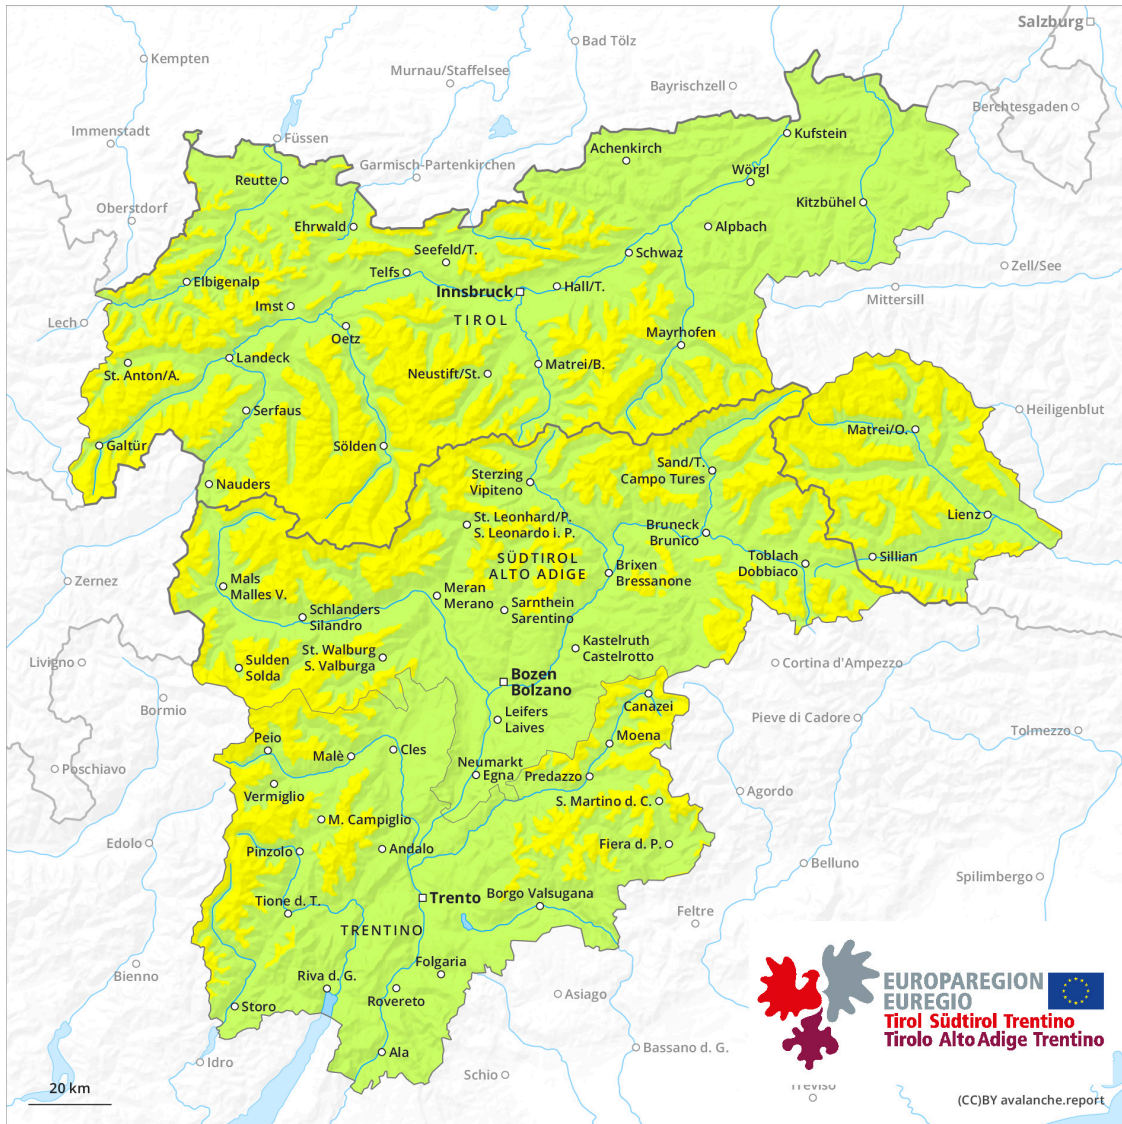 Salzburg
Bad Tölz
Kempten
Murnau/Staffelsee
Bayrischzell
Berchtesgaden
Immenstadt
Füssen
Kufstein
Achenkirch
Garmisch-Partenkirchen
Wörgl
Reutte
Oberstdorf
Kitzbühel
Ehrwald
Alpbach
Seefeld/T.
Schwaz
Zell/See
Telfs
Elbigenalp
Hall/T.
Innsbruck
Mittersill
Imst
TIROL
Lech
Oetz
Mayrhofen
Landeck
Matrei/B.
St. Anton/A.
Neustift/St.
Serfaus
Heiligenblut
Matrei/O.
Galtür
Sölden
Sand/T.
Campo Tures
Sterzing
Vipiteno
Nauders
Lienz
St. Leonhard/P.
S. Leonardo i. P.
Bruneck
Brunico
SÜDTIROL
ALTO ADIGE
Toblach
Dobbiaco
Sillian
Brixen
Bressanone
Zernez
Mals
Malles V.
Meran
Merano
Sarnthein
Sarentino
Schlanders
Silandro
Kastelruth
Castelrotto
St. Walburg
S. Valburga
Livigno
Sulden
Solda
Cortina d'Ampezzo
Bozen
Bolzano
Canazei
Bormio
Leifers
Laives
Pieve di Cadore
Tolmezzo
Moena
Peio
Cles
Malè
Neumarkt
Egna
Predazzo
Poschiavo
Agordo
Vermiglio
S. Martino d. C.
M. Campiglio
Edolo
Fiera d. P.
Pinzolo
Andalo
Belluno
Spilimbergo
Borgo Valsugana
Trento
Tione d. T.
Feltre
TRENTINO
Folgaria
Bienno
Riva d. G.
EUROPAREGION
EUREGIO
Tirol Südtirol Trentino
Tirolo Alto Adige Trentino
Asiago
Rovereto
Storo
Bassano d. G.
Ala
Idro
Schio
Treviso
20 km
(CC)BY avalanche.report